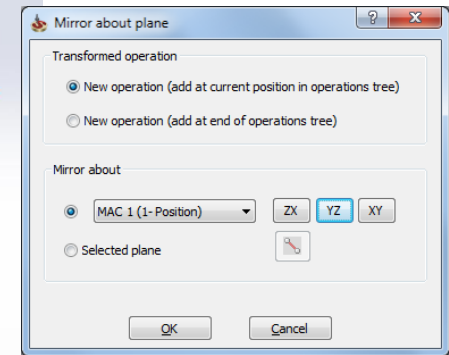 Mirror about plane
?
X
Transformed operation
New operation (add at current position in operations tree)
New operation (add at end of operations tree)
Mirror about
MAC 1 (1- Position)
ZX YZ XY
Selected plane
OK Cancel